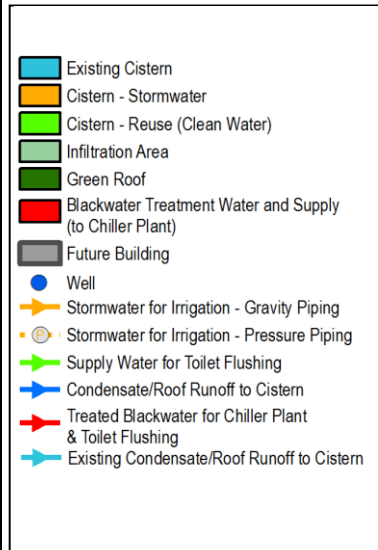 Existing Cistern
Cistern - Stormwater
Cistern - Reuse (Clean Water)
Infiltration Area
Green Roof
Blackwater Treatment Water and Supply
(to Chiller Plant)
Future Building
Well
Stormwater for Irrigation - Gravity Piping
P Stormwater for Irrigation - Pressure Piping
Supply Water for Toilet Flushing
Condensate/Roof Runoff to Cistern
Treated Blackwater for Chiller Plant
& Toilet Flushing
Existing Condensate/Roof Runoff to Cistern